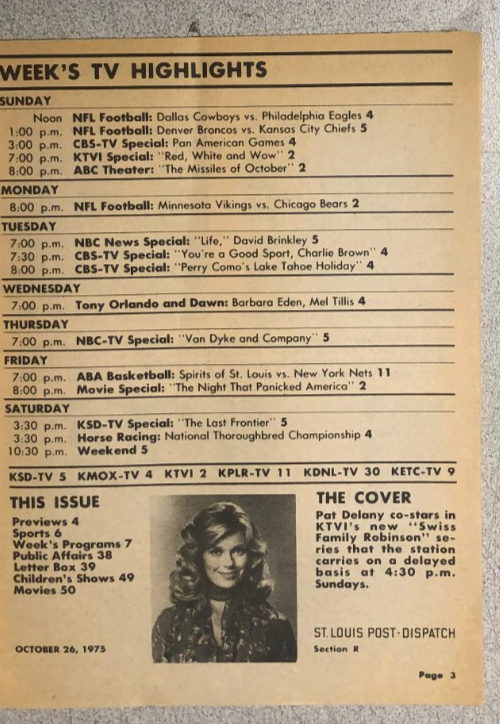 WEEK'S TV HIGHLIGHTS
SUNDAY
Noon NFL Football: Dallas Cowboys vs. Philadelphia Eagles 4
1:00 p.m. NFL Football: Denver Broncos vs. Kansas City Chiefs 5
3:00 p.m. CBS-TV Special: Pan American Games 4
7:00 p.m. KTVI Special: "Red, White and Wow" 2
8:00 p.m. ABC Theater: "The Missiles of October" 2
MONDAY
8:00 p.m. NFL Football: Minnesota Vikings vs. Chicago Bears 2
TUESDAY
7:00 p.m. NBC News Special: "Life," David Brinkley 5
7:30 p.m. CBS-TV Special: "You're a Good Sport, Charlie Brown" 4
8:00 p.m. CBS-TV Special: "Perry Como's Lake Tahoe Holiday" 4
WEDNESDAY
7:00 p.m. Tony Orlando and Dawn: Barbara Eden, Mel Tillis 4
THURSDAY
7:00 p.m. NBC-TV Special: "Van Dyke and Company" 5
FRIDAY
7:00 p.m. ABA Basketball: Spirits of St. Louis vs. New York Nets 11
8:00 p.m. Movie Special: "The Night That Panicked America" 2
SATURDAY
3:30 p.m. KSD-TV Special: "The Last Frontier" 5
3:30 p.m. Horse Racing: National Thoroughbred Championship 4
10:30 p.m. Weekend 5
KSD-TV 5 KMOX-TV 4 KTVI 2 KPLR-TV 11 KDNL-TV 30 KETC-TV 9
THIS ISSUE
Previews 4
Sports 6
Week's Programs 7
Public Affairs 38
Letter Box 39
Children's Shows 49
Movies 50
OCTOBER 26, 1975
THE COVER
Pat Delany co-stars in
KTVI's new "Swiss
Family Robinson" se-
ries that the station
carries on a delayed
basis at 4:30 p.m.
Sundays.
ST. LOUIS POST-DISPATCH
Section R
Page 3